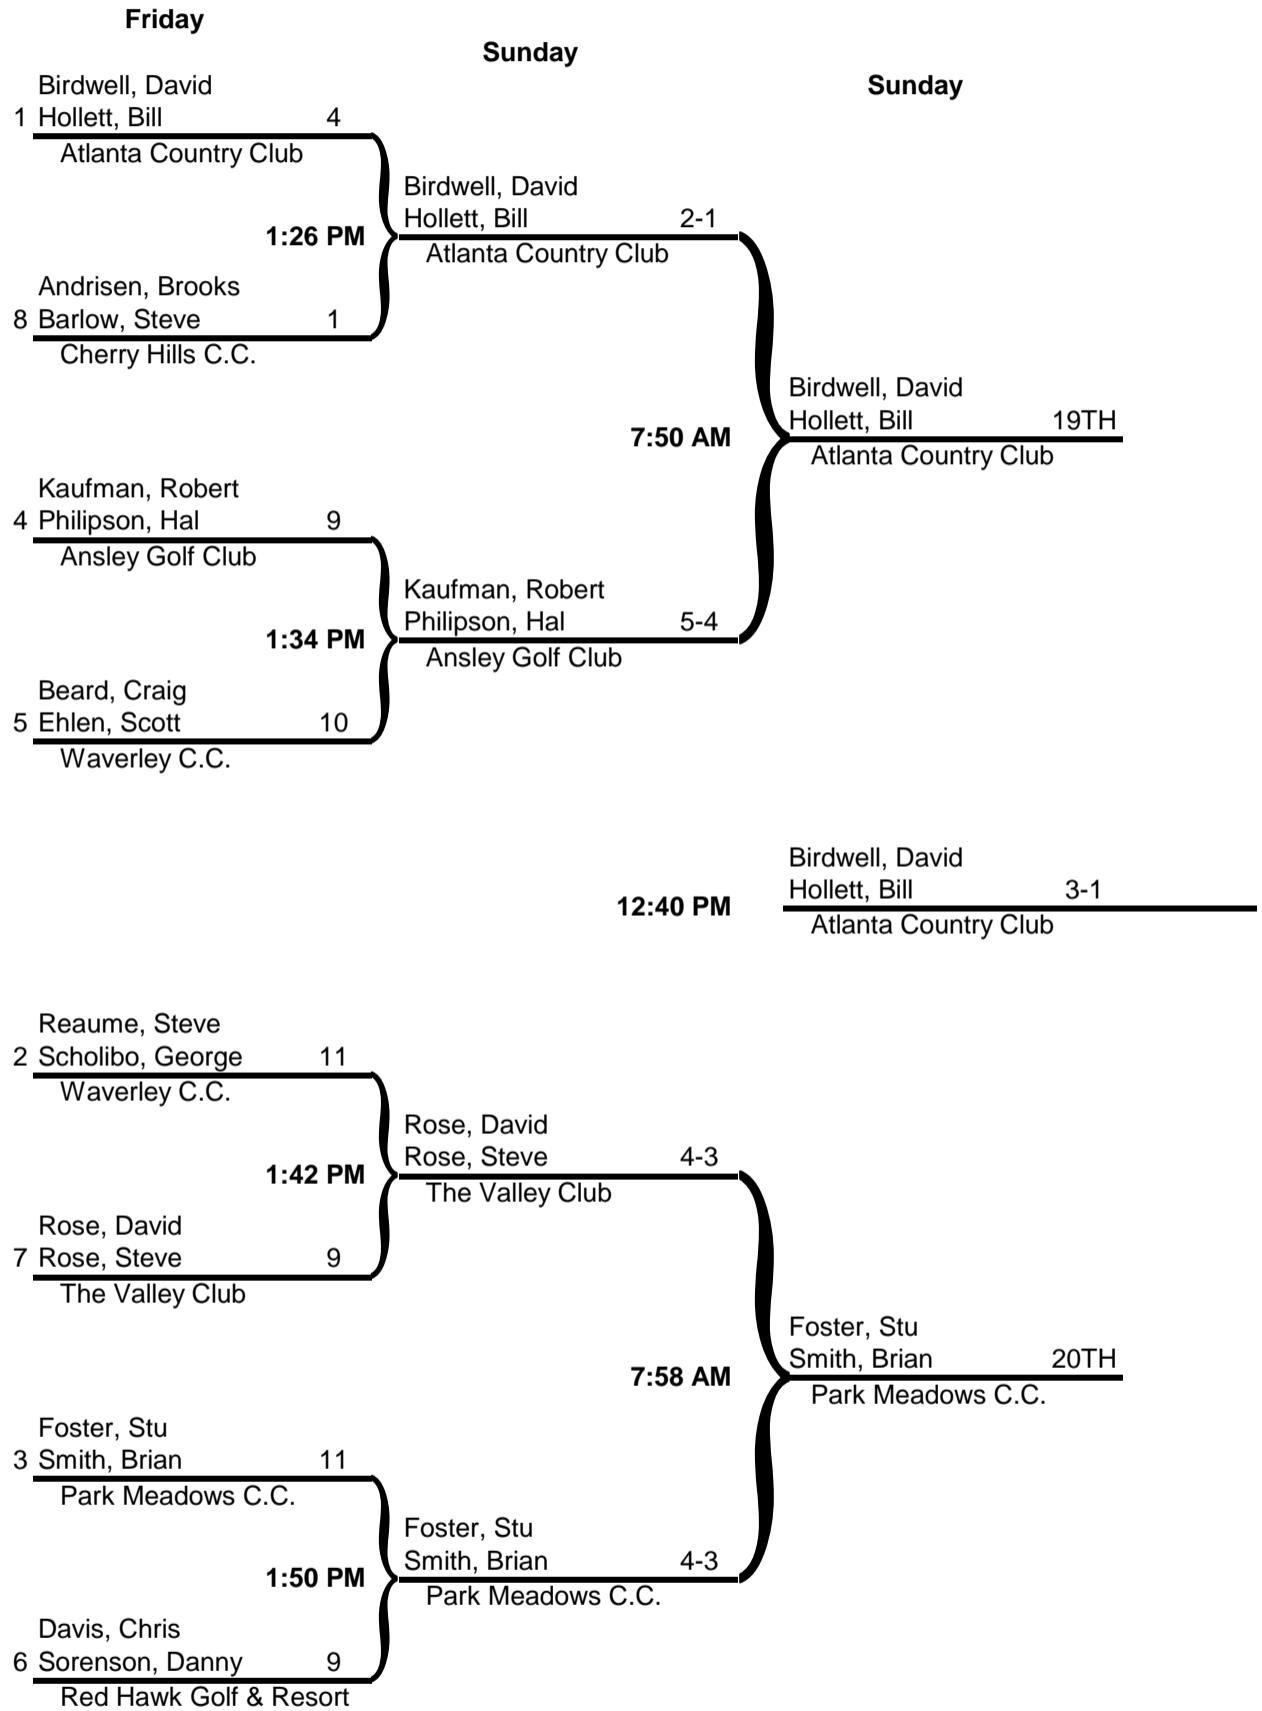 Friday
Sunday
Sunday
Birdwell, David
1 Hollett, Bill 4
Atlanta Country Club
Birdwell, David
Hollett, Bill 2-1
1:26 PM
Atlanta Country Club
Andrisen, Brooks
8 Barlow, Steve 1
Cherry Hills C.C.
Birdwell, David
Hollett, Bill 19TH
7:50 AM
Atlanta Country Club
Kaufman, Robert
4 Philipson, Hal 9
Ansley Golf Club
Kaufman, Robert
Philipson, Hal 5-4
1:34 PM
Ansley Golf Club
Beard, Craig
5 Ehlen, Scott 10
Waverley C.C.
Birdwell, David
Hollett, Bill 3-1
12:40 PM
Atlanta Country Club
Reaume, Steve
2 Scholibo, George 11
Waverley C.C.
Rose, David
Rose, Steve 4-3
1:42 PM
The Valley Club
Rose, David
7 Rose, Steve 9
The Valley Club
Foster, Stu
Smith, Brian 20TH
7:58 AM
Park Meadows C.C.
Foster, Stu
3 Smith, Brian 11
Park Meadows C.C.
Foster, Stu
Smith, Brian 4-3
1:50 PM
Park Meadows C.C.
Davis, Chris
6 Sorenson, Danny 9
Red Hawk Golf & Resort